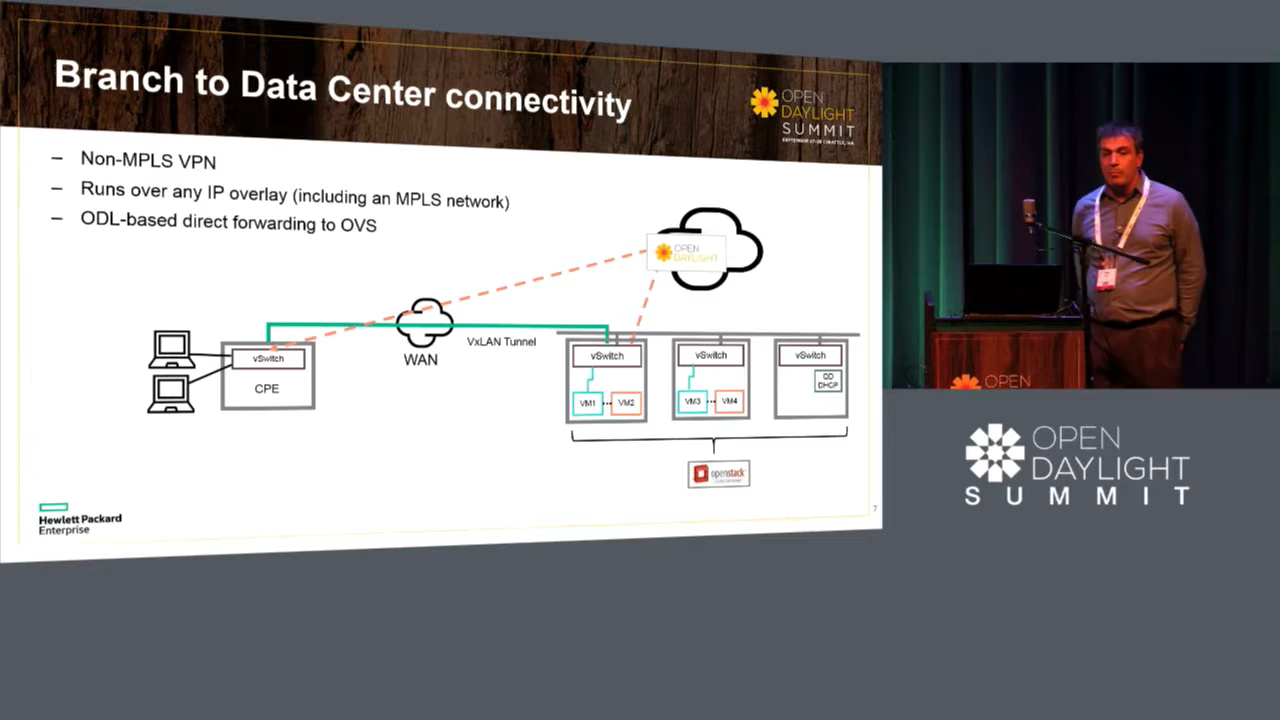 Branch to Data Center connectivity
OPEN
DAYLIGHT
SUMMIT
– Non-MPLS VPN
– Runs over any IP overlay (including an MPLS network)
– ODL-based direct forwarding to OVS
OPEN
DAYLIGHT
WAN
VxLAN Tunnel
vSwitch
CPE
vSwitch
VM1
VM2
vSwitch
VM3
VM4
vSwitch
DHCP
openstack
Hewlett Packard
Enterprise
7
OPEN
OPEN
DAYLIGHT
SUMMIT